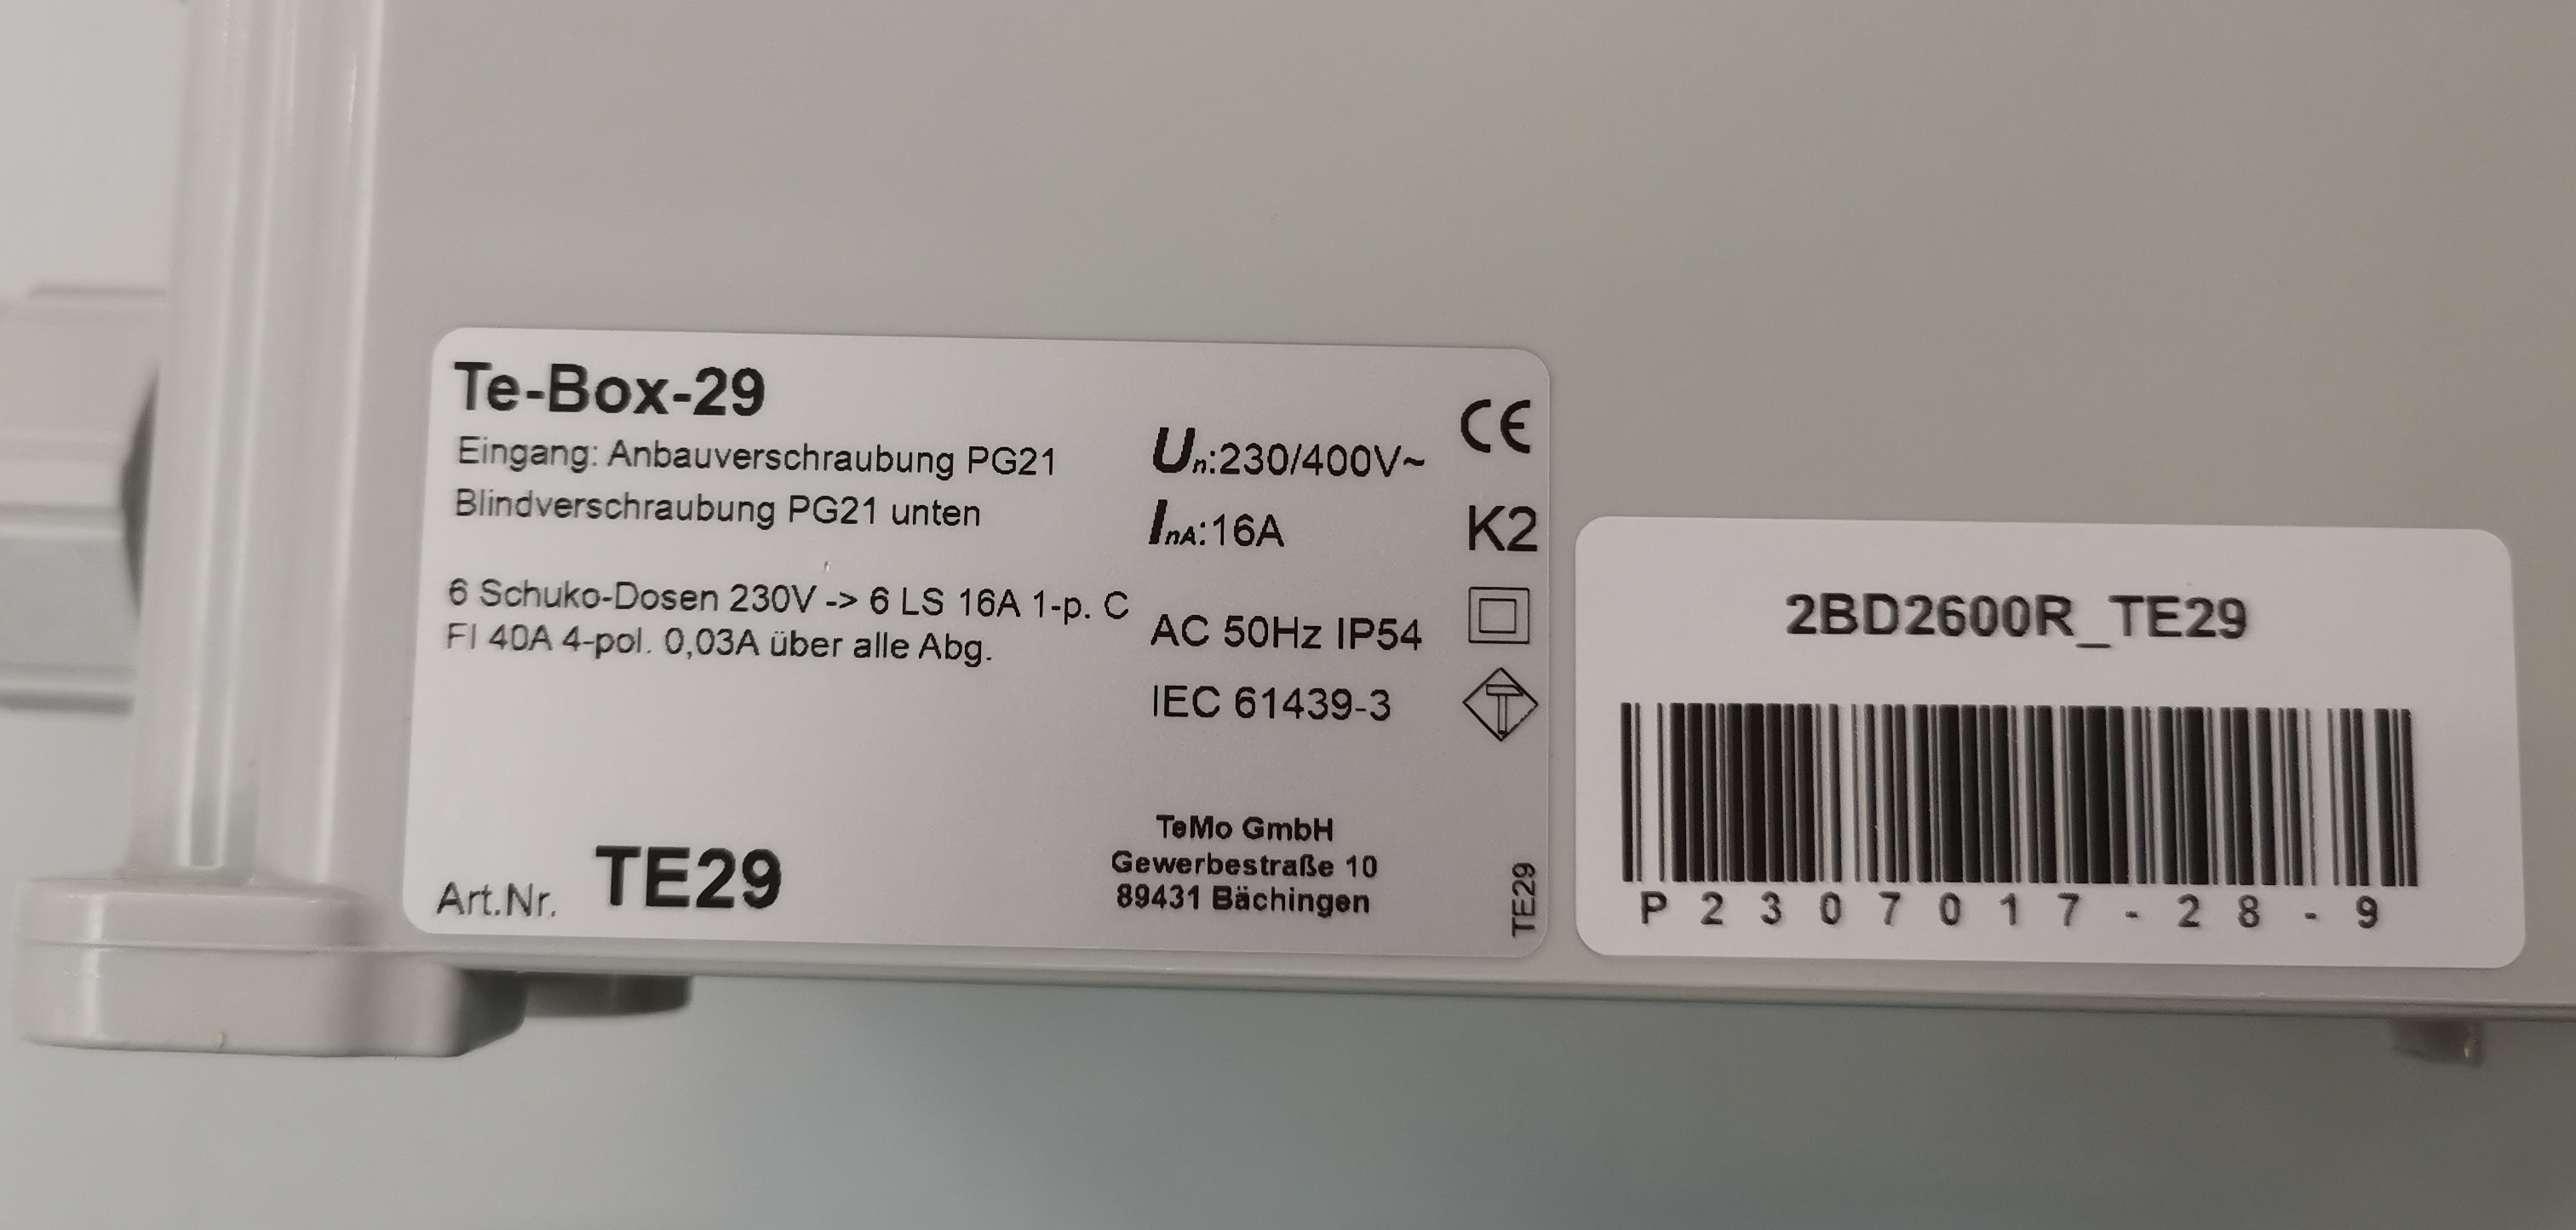 Te-Box-29
Eingang: Anbauverschraubung PG21
Blindverschraubung PG21 unten
6 Schuko-Dosen 230V -> 6 LS 16A 1-p. C
FI 40A 4-pol. 0,03A über alle Abg.
Art.Nr. TE29
Un:230/400V~
InA:16A
AC 50Hz IP54
IEC 61439-3
TeMo GmbH
Gewerbestraße 10
89431 Bächingen
CE
K2
T
TE29
2BD2600R_TE29
P2307017-28-9